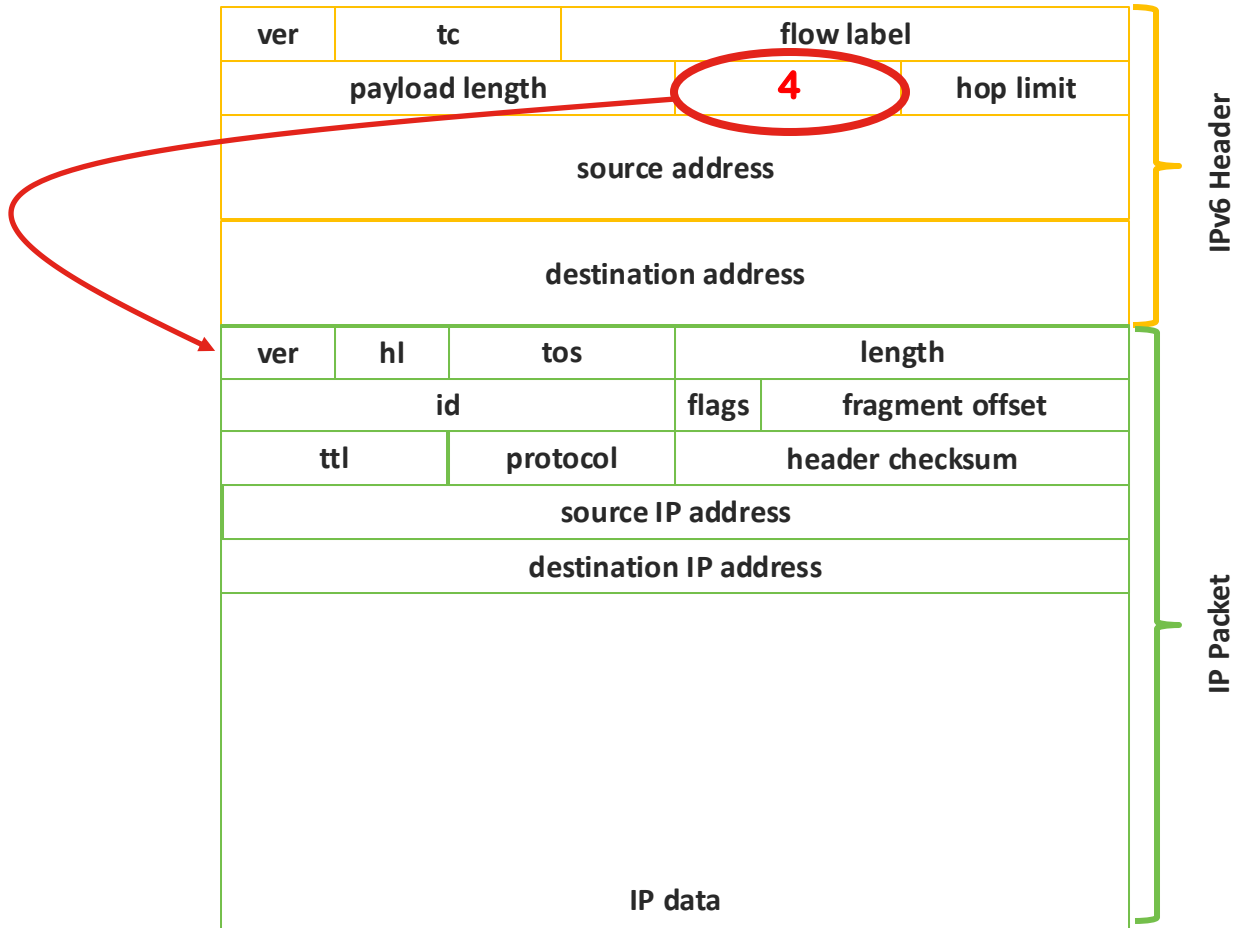 ver tc flow label
payload length 4 hop limit
source address
destination address
IPv6 Header
ver hl tos length
id flags fragment offset
ttl protocol header checksum
source IP address
destination IP address
IP data
IP Packet